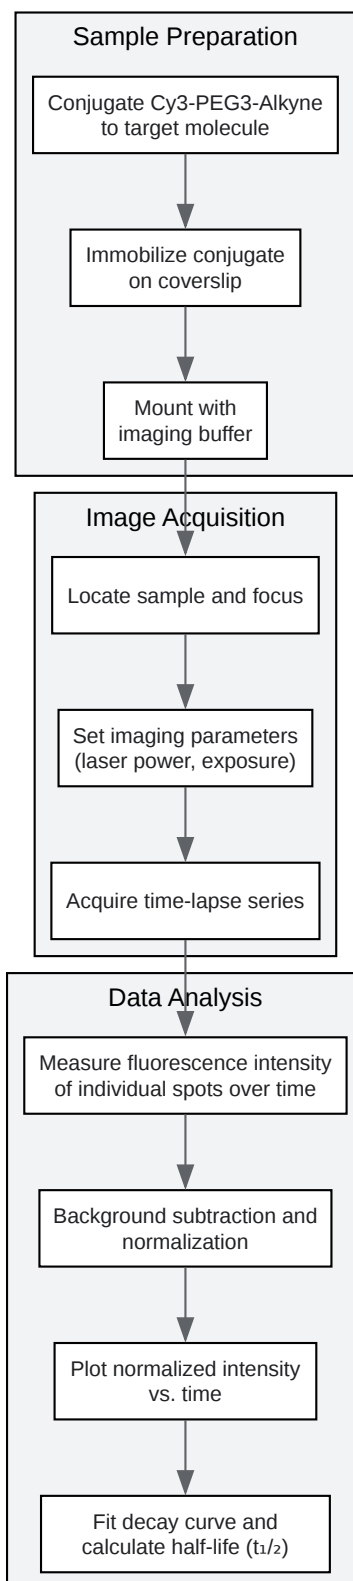 Sample Preparation
Conjugate Cy3-PEG3-Alkyne
to target molecule
Immobilize conjugate
on coverslip
Mount with
imaging buffer
Image Acquisition
Locate sample and focus
Set imaging parameters
(laser power, exposure)
Acquire time-lapse series
Data Analysis
Measure fluorescence intensity
of individual spots over time
Background subtraction and
normalization
Plot normalized intensity
vs. time
Fit decay curve and
calculate half-life (t₁/₂)